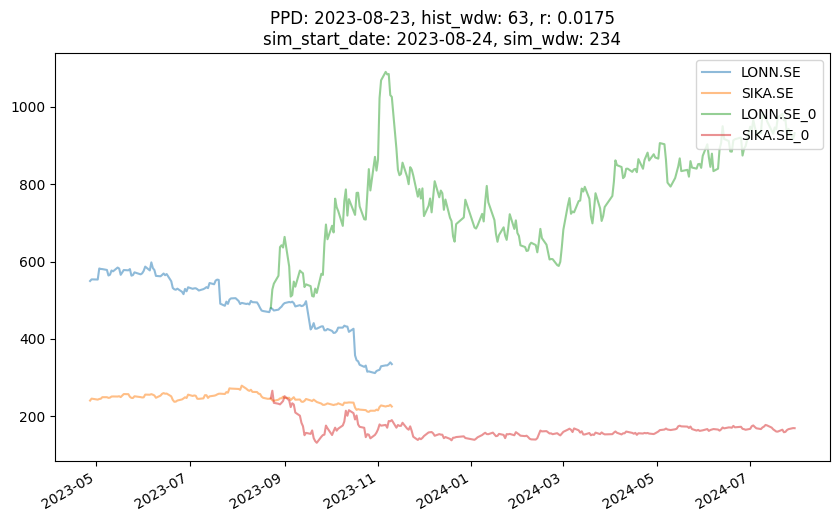 PPD: 2023-08-23, hist_wdw: 63, r: 0.0175
sim_start_date: 2023-08-24, sim_wdw: 234
LONN.SE
SIKA.SE
LONN.SE_0
SIKA.SE_0
1000
800
600
400
200
2023-05
2023-07
2023-09
2023-11
2024-01
2024-03
2024-05
2024-07